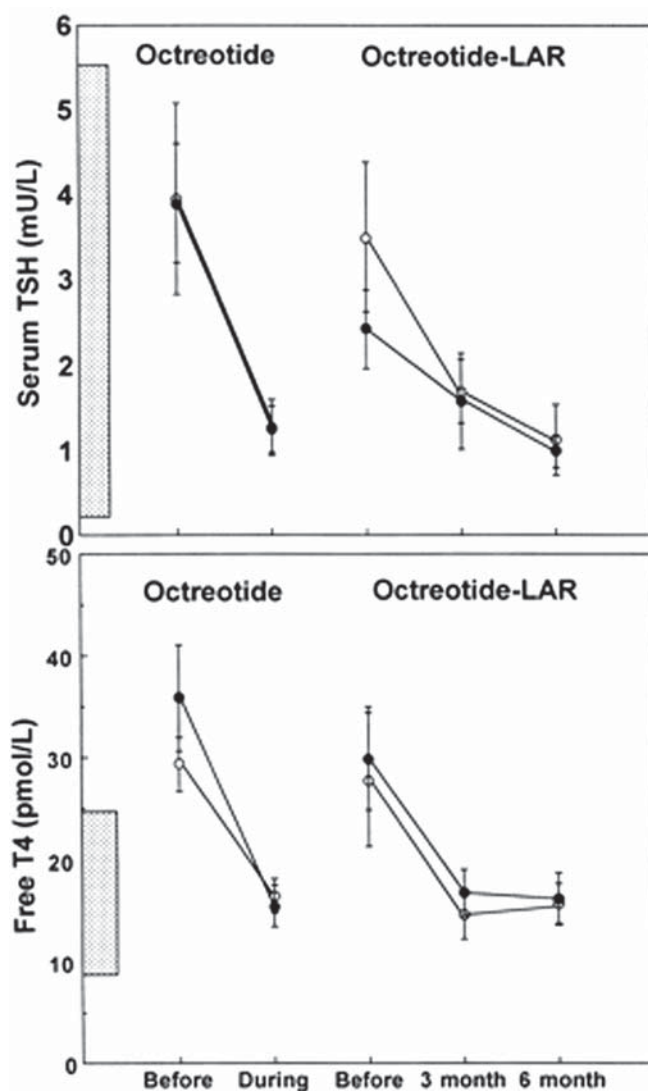 6
Octreotide Octreotide-LAR
5
4
3
2
1
0
Serum TSH (mU/L)
50
Octreotide Octreotide-LAR
40
30
20
10
0
Free T4 (pmol/L)
Before During Before 3 month 6 month